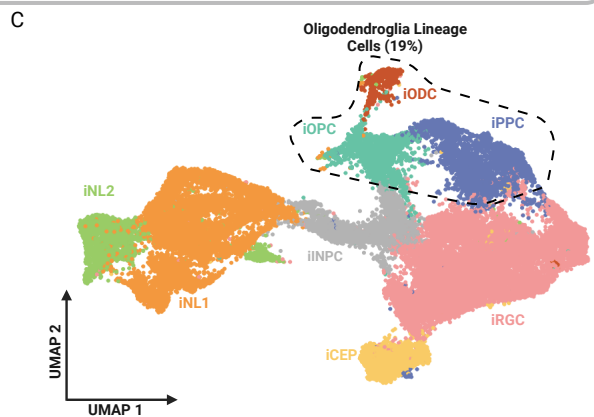 C
Oligodendroglia Lineage
Cells (19%)
iODC
iOPC
iPPC
iNL2
iINPC
iNL1
iRGC
iCEP
UMAP 2
UMAP 1